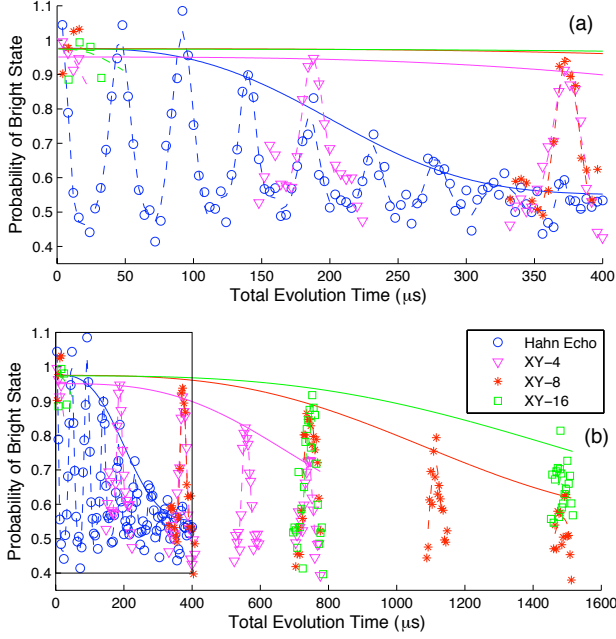 (a)
1.1
1
0.9
0.8
0.7
0.6
0.5
0.4
Probability of Bright State
0 50 100 150 200 250 300 350 400
Total Evolution Time (μs)
(b)
1.1
1
0.9
0.8
0.7
0.6
0.5
0.4
Probability of Bright State
Hahn Echo
XY-4
XY-8
XY-16
0 200 400 600 800 1000 1200 1400 1600
Total Evolution Time (μs)